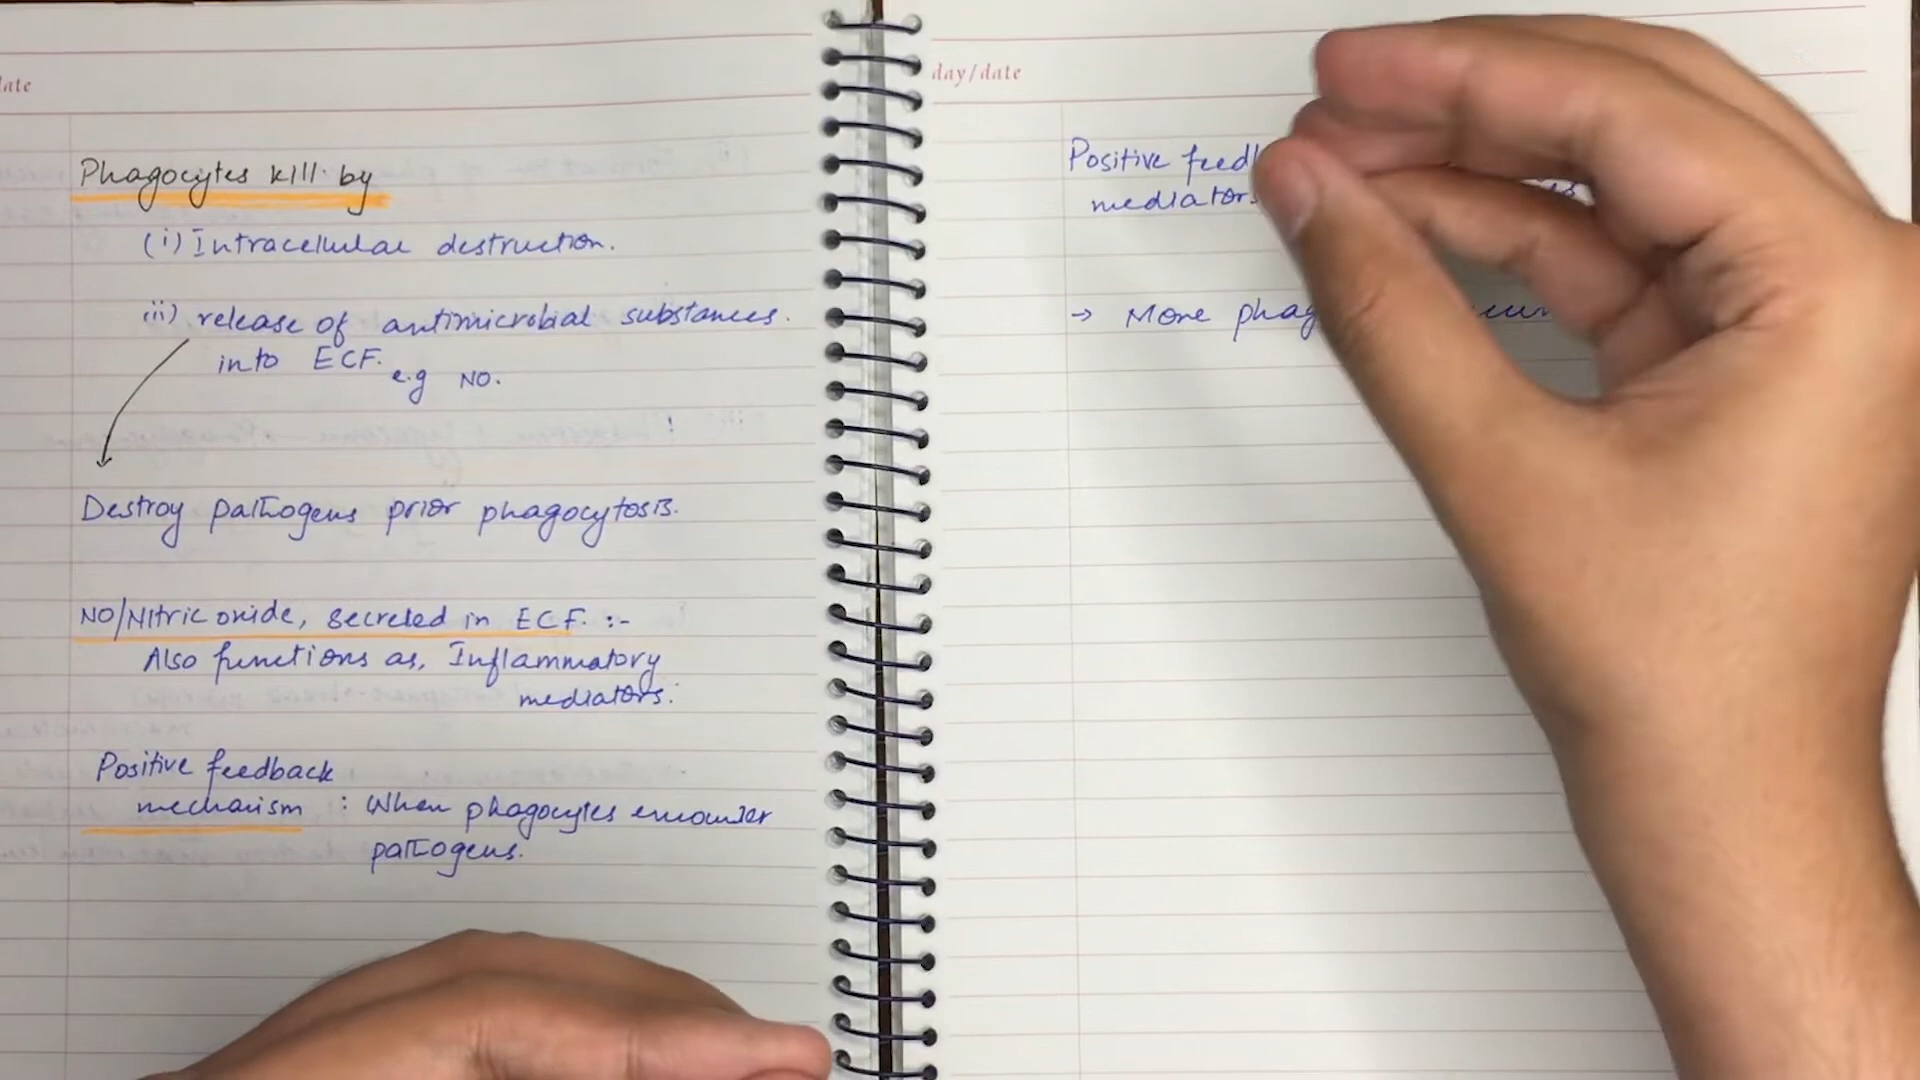 ate
Phagocytes kill by
(i) Intracellular destruction.
(ii) release of antimicrobial substances.
into ECF.
e.g NO.
Destroy pathogens prior phagocytosis.
NO/Nitric oxide, secreted in ECF. :-
Also functions as, Inflammatory
mediators.
Positive feedback
mechanism : When phagocytes encounter
pathogens.
day/date
Positive feed
mediators
→ More phag